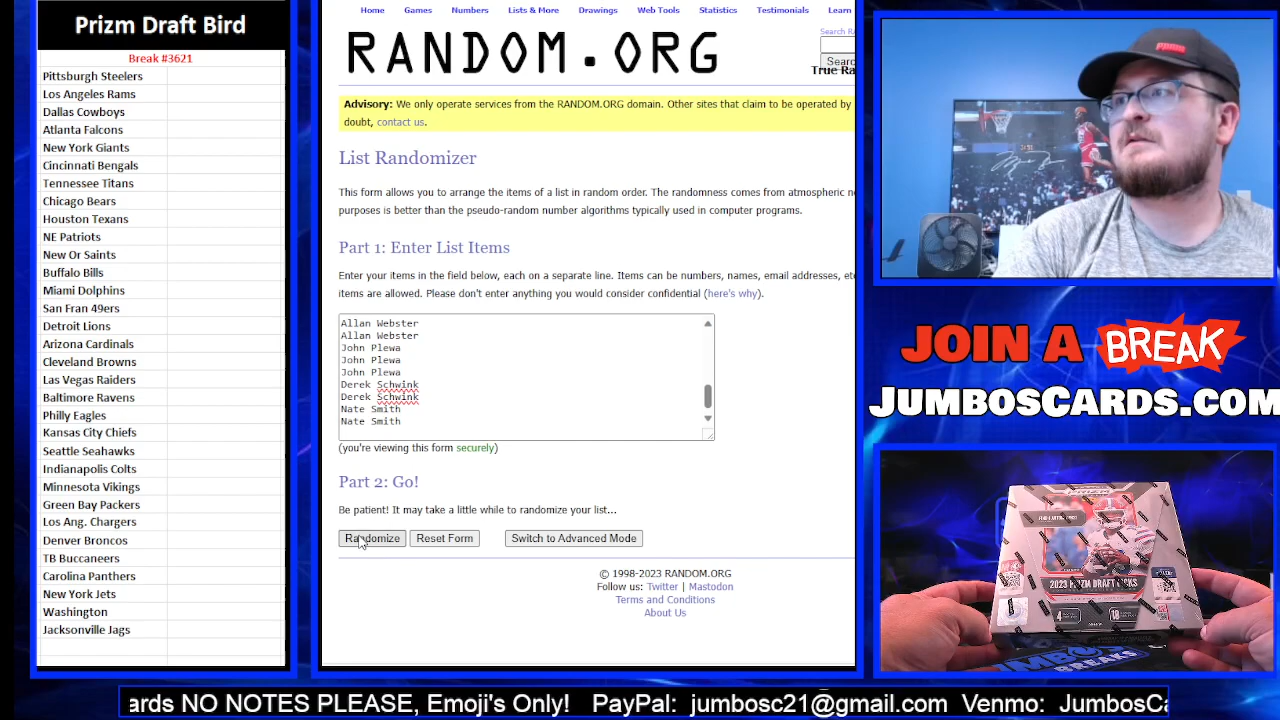 Prizm Draft Bird
Break #3621
Pittsburgh Steelers
Los Angeles Rams
Dallas Cowboys
Atlanta Falcons
New York Giants
Cincinnati Bengals
Tennessee Titans
Chicago Bears
Houston Texans
NE Patriots
New Or Saints
Buffalo Bills
Miami Dolphins
San Fran 49ers
Detroit Lions
Arizona Cardinals
Cleveland Browns
Las Vegas Raiders
Baltimore Ravens
Philly Eagles
Kansas City Chiefs
Seattle Seahawks
Indianapolis Colts
Minnesota Vikings
Green Bay Packers
Los Ang. Chargers
Denver Broncos
TB Buccaneers
Carolina Panthers
New York Jets
Washington
Jacksonville Jags
Home Games Numbers Lists & More Drawings Web Tools Statistics Testimonials Learn
RANDOM.ORG
Search
Searc
True Ra
Advisory: We only operate services from the RANDOM.ORG domain. Other sites that claim to be operated by
doubt, contact us.
List Randomizer
This form allows you to arrange the items of a list in random order. The randomness comes from atmospheric
purposes is better than the pseudo-random number algorithms typically used in computer programs.
Part 1: Enter List Items
Enter your items in the field below, each on a separate line. Items can be numbers, names, email addresses,
items are allowed. Please don't enter anything you would consider confidential (here's why).
Allan Webster
Allan Webster
John Plewa
John Plewa
John Plewa
Derek Schwink
Derek Schwink
Nate Smith
Nate Smith
(you're viewing this form securely)
Part 2: Go!
Be patient! It may take a little while to randomize your list...
Randomize Reset Form Switch to Advanced Mode
© 1998-2023 RANDOM.ORG
Follow us: Twitter | Mastodon
Terms and Conditions
About Us
JOIN A BREAK
JUMBOSCARDS.COM
PRIZM
2023 PRIZM DRAFT PICKS
4
18
JUMBOS
BREAKS
ards NO NOTES PLEASE, Emoji's Only! PayPal: jumbosc21@gmail.com Venmo: JumbosCa